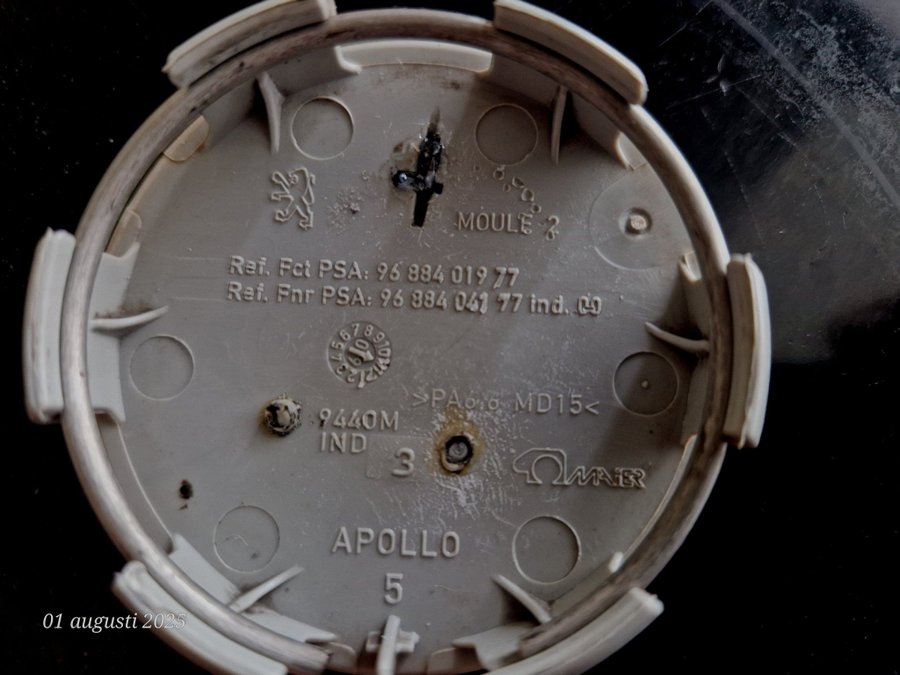 MOULE 2
Ref. Fct PSA: 96 884 019 77
Ref. Fnr PSA: 96 884 041 77 ind. 00
>PA6.6 MD15<
9440M
IND
3
MAiER
APOLLO
5
01 augusti 2025